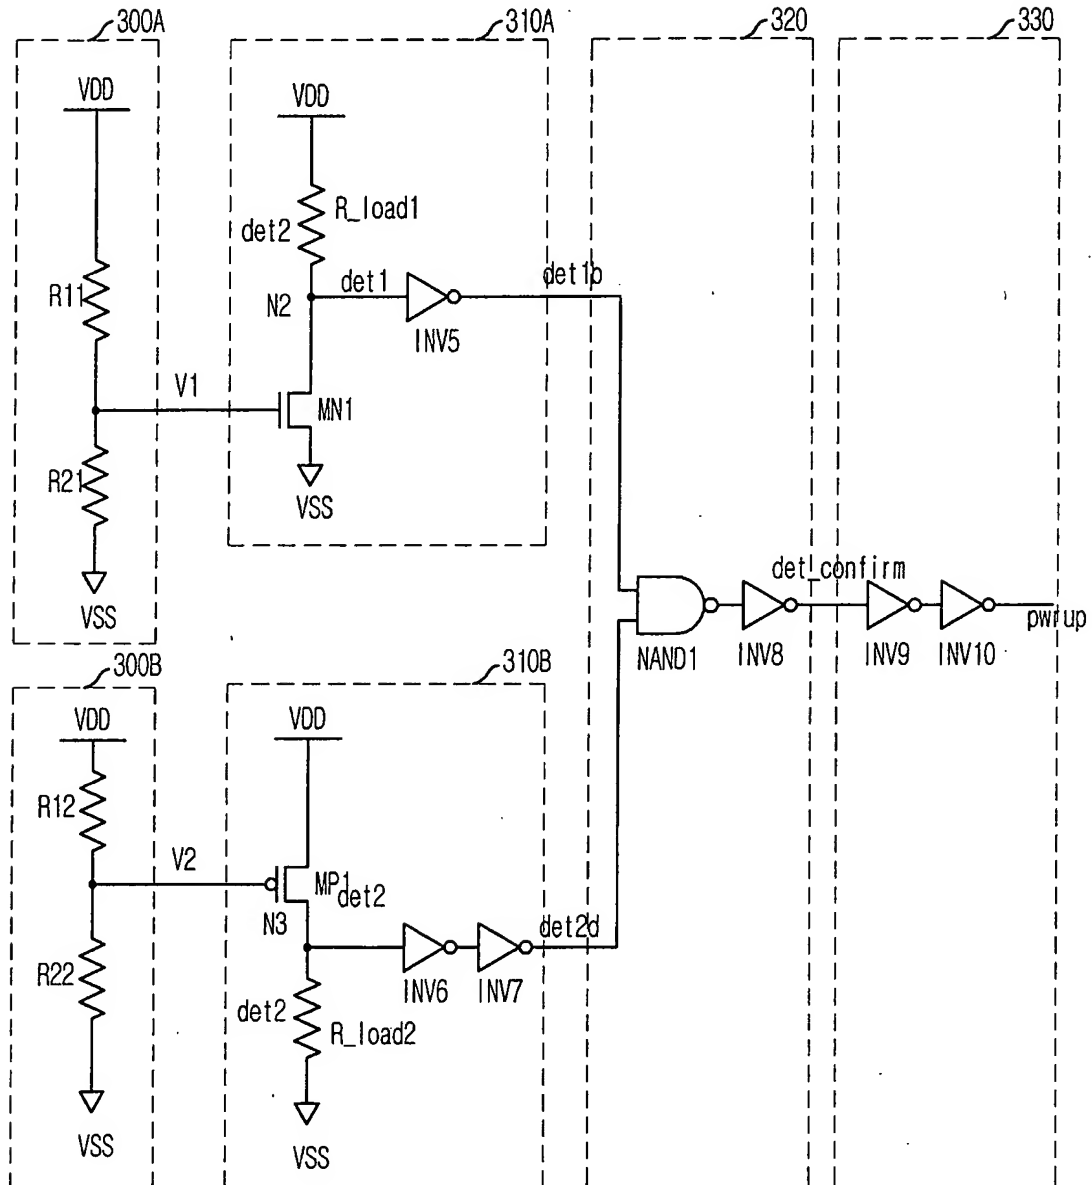 300A
310A
320
330
VDD
VDD
R_load1
det2
R11
N2
det1
det1b
INV5
V1
MN1
R21
VSS
VSS
det_confirm
pwrup
NAND1
INV8
INV9
INV10
300B
310B
VDD
VDD
R12
V2
MP1
det2
N3
det2d
R22
INV6
INV7
det2
R_load2
VSS
VSS